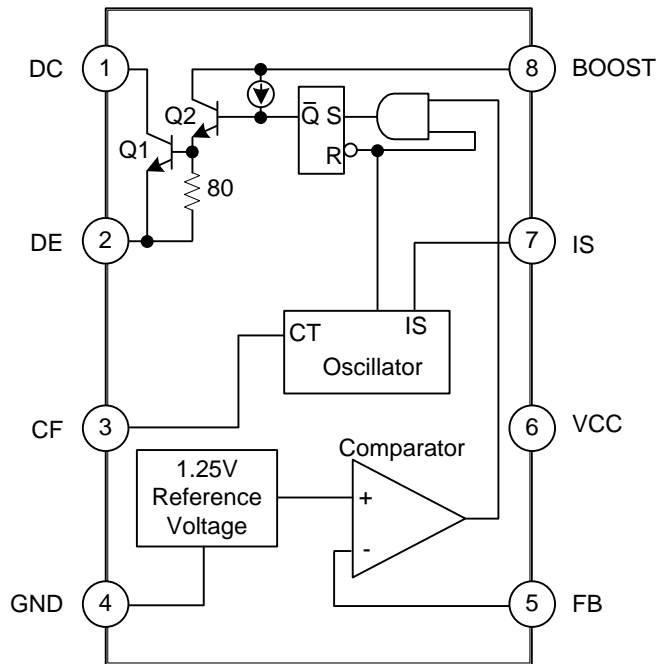 DC
1
8
BOOST
Q2
Q̅ S
R
Q1
80
DE
2
7
IS
CT
IS
Oscillator
CF
3
6
VCC
Comparator
1.25V
Reference
Voltage
+
-
GND
4
5
FB